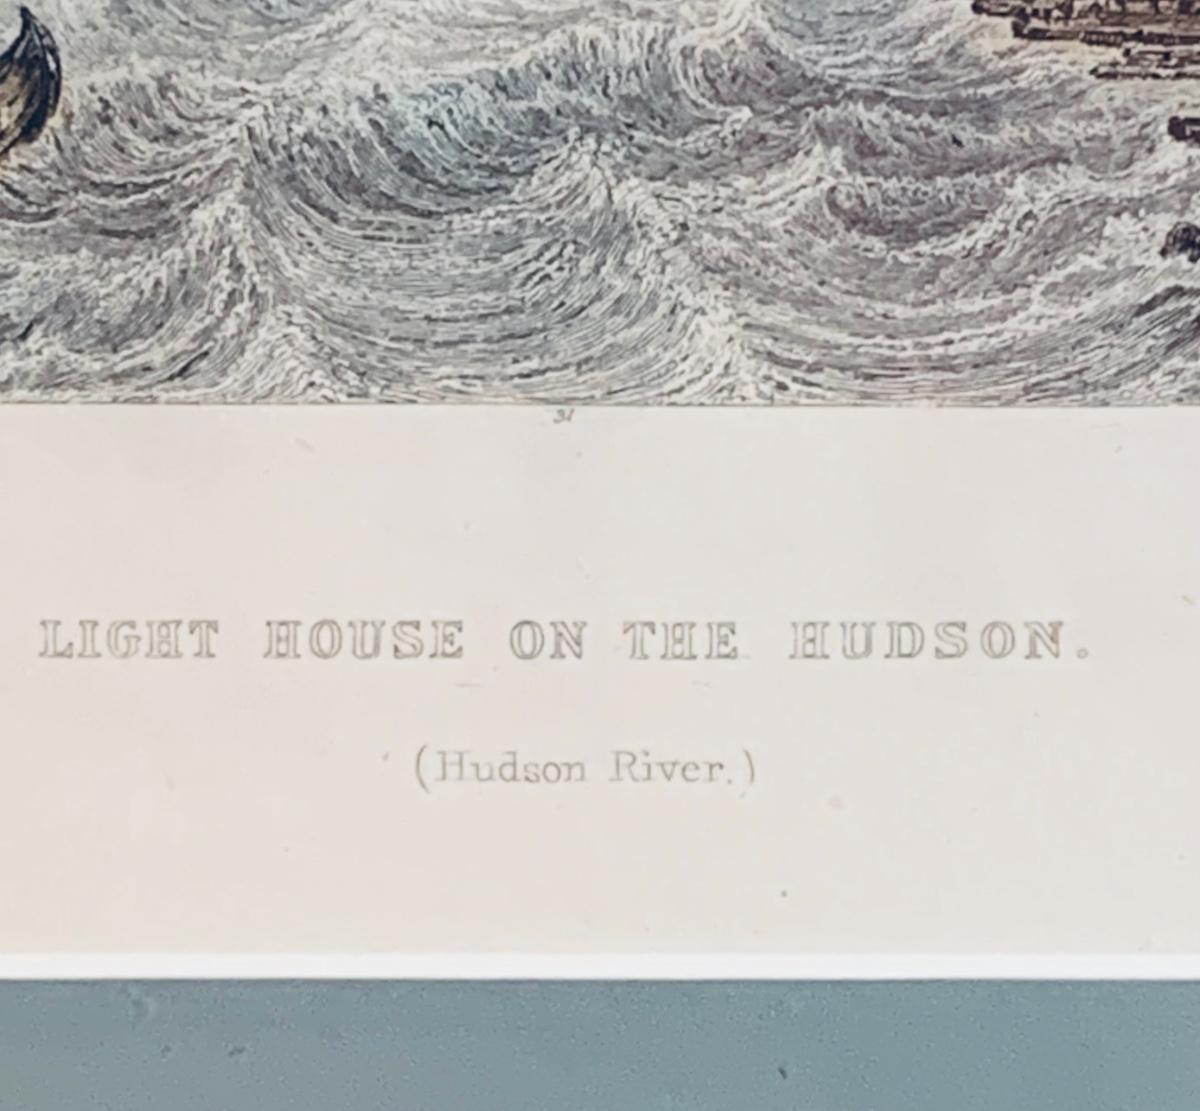 31
LIGHT HOUSE ON THE HUDSON.
(Hudson River.)